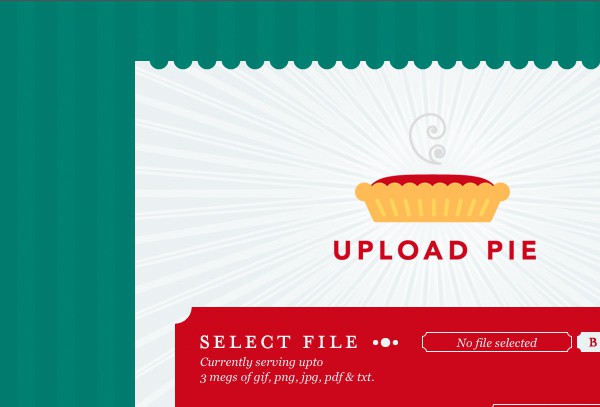 UPLOAD PIE
SELECT FILE
No file selected
B
Currently serving upto
3 megs of gif, png, jpg, pdf & txt.